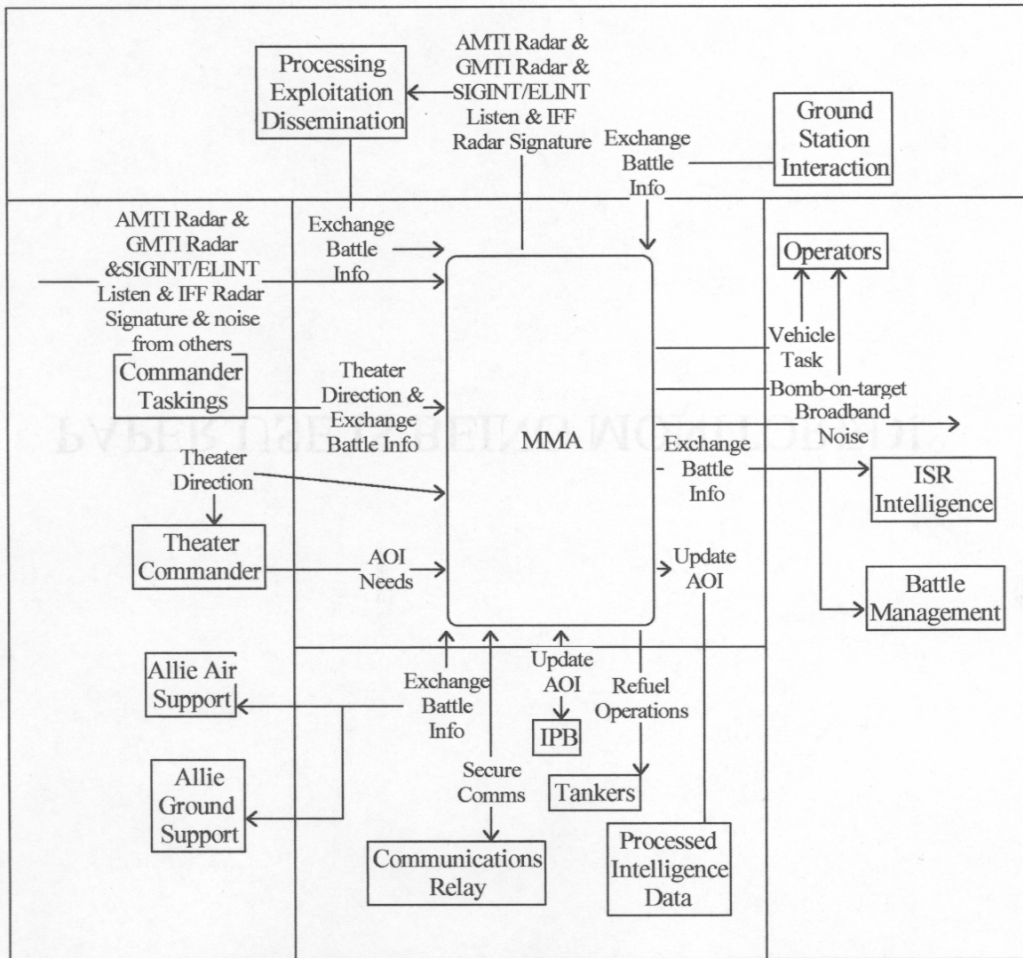 Processing
Exploitation
Dissemination
AMTI Radar &
GMTI Radar &
SIGINT/ELINT
Listen & IFF
Radar Signature
Exchange
Battle
Info
Ground
Station
Interaction
AMTI Radar &
GMTI Radar
&SIGINT/ELINT
Listen & IFF Radar
Signature & noise
from others
Exchange
Battle
Info
Operators
Vehicle
Task
Commander
Taskings
Theater
Direction &
Exchange
Battle Info
MMA
Bomb-on-target
Broadband
Noise
Exchange
Battle
Info
ISR
Intelligence
Theater
Direction
Theater
Commander
AOI
Needs
Update
AOI
Battle
Management
Allie Air
Support
Exchange
Battle
Info
Update
AOI
IPB
Refuel
Operations
Allie
Ground
Support
Secure
Comms
Tankers
Communications
Relay
Processed
Intelligence
Data